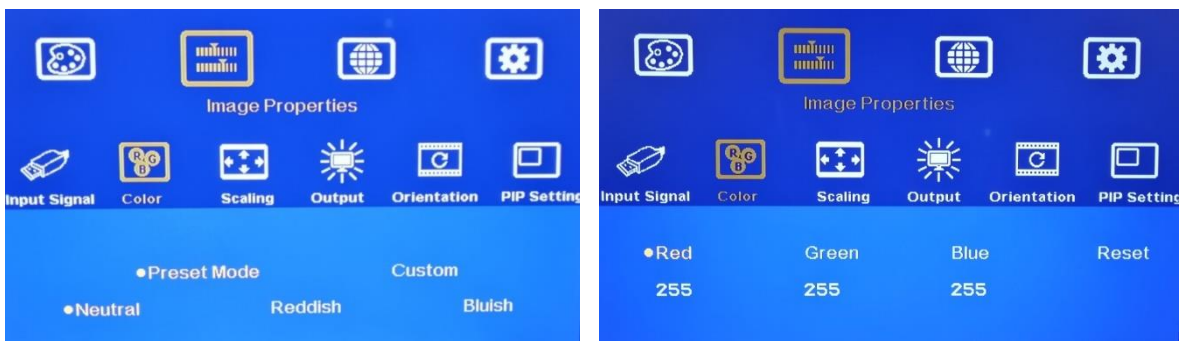 Image Properties
R G B
Input Signal Color Scaling Output Orientation PIP Setting
●Preset Mode Custom
●Neutral Reddish Bluish
Image Properties
R G B
Input Signal Color Scaling Output Orientation PIP Setting
●Red Green Blue Reset
255 255 255